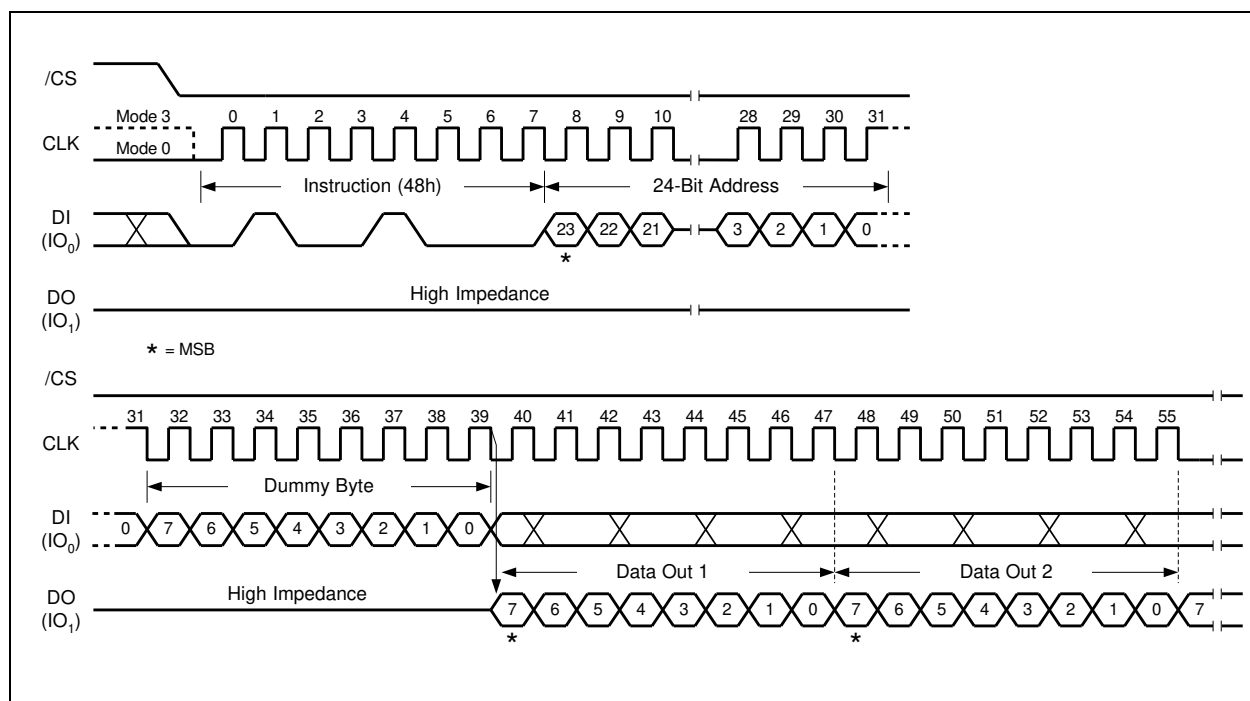 /CS
Mode 3
0 1 2 3 4 5 6 7 8 9 10 28 29 30 31
CLK
Mode 0
Instruction (48h)
24-Bit Address
DI
(IO0)
23 22 21 3 2 1 0
*
DO
(IO1)
High Impedance
* = MSB
/CS
31 32 33 34 35 36 37 38 39 40 41 42 43 44 45 46 47 48 49 50 51 52 53 54 55
CLK
Dummy Byte
DI
(IO0)
0 7 6 5 4 3 2 1 0
Data Out 1
Data Out 2
DO
(IO1)
High Impedance
7 6 5 4 3 2 1 0 7 6 5 4 3 2 1 0 7
* *